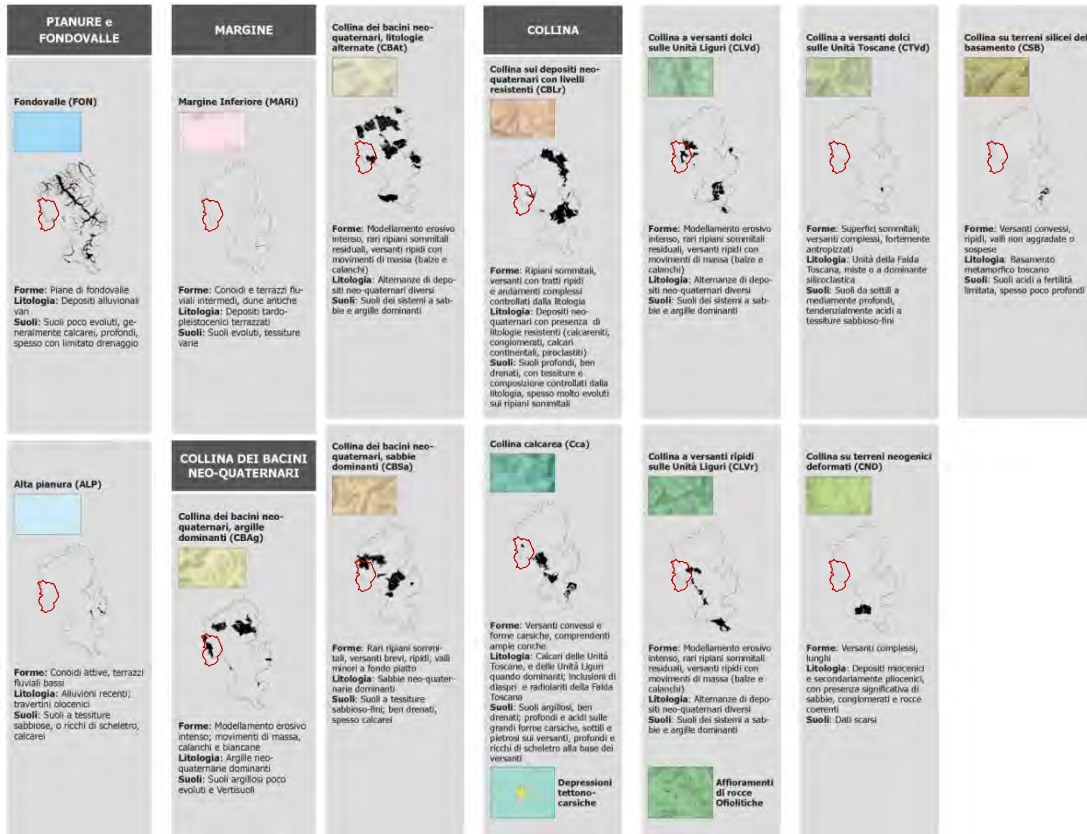 PIANURE e
FONDOVALLE
Fondovalle (FON)
Forme: Piane di fondovalle
Litologia: Depositi alluvionali
vari
Suoli: Suoli poco evoluti, ge-
neralmente calcarei, profondi,
spesso con limitato drenaggio
MARGINE
Margine Inferiore (MARi)
Forme: Conoidi e terrazzi flu-
viali intermedi, dune antiche
Litologia: Depositi tardo-
pleistocenici terrazzati
Suoli: Suoli evoluti, tessiture
varie
Collina dei bacini neo-
quaternari, litologie
alternate (CBAt)
Forme: Modellamento erosivo
intenso, rari ripiani sommitali
residuali, versanti ripidi con
movimenti di massa (balze e
calanchi)
Litologia: Alternanze di depo-
siti neo-quaternari diversi
Suoli: Suoli dei sistemi a sab-
bie e argille dominanti
COLLINA
Collina sui depositi neo-
quaternari con livelli
resistenti (CBLr)
Forme: Ripiani sommitali,
versanti con tratti ripidi
e andamenti complessi
controllati dalla litologia
Litologia: Depositi neo-
quaternari con presenza di
litologie resistenti (calcareniti,
conglomerati, calcari
continentali, piroclastiti)
Suoli: Suoli profondi, ben
drenati, con tessiture e
composizione controllati dalla
litologia, spesso molto evoluti
sui ripiani sommitali
Collina a versanti dolci
sulle Unità Liguri (CLVd)
Forme: Modellamento erosivo
intenso, rari ripiani sommitali
residuali, versanti ripidi con
movimenti di massa (balze e
calanchi)
Litologia: Alternanze di depo-
siti neo-quaternari diversi
Suoli: Suoli dei sistemi a sab-
bie e argille dominanti
Collina a versanti dolci
sulle Unità Toscane (CTVd)
Forme: Superfici sommitali;
versanti complessi, fortemente
antropizzati
Litologia: Unità della Falda
Toscana, miste o a dominante
silicoclastica
Suoli: Suoli da sottili a
mediamente profondi,
tendenzialmente acidi a
tessiture sabbioso-fini
Collina su terreni silicei del
basamento (CSB)
Forme: Versanti convessi,
ripidi, valli non aggradate o
sospese
Litologia: Basamento
metamorfico toscano
Suoli: Suoli acidi a fertilità
limitata, spesso poco profondi
Alta pianura (ALP)
Forme: Conoidi attive, terrazzi
fluviali bassi
Litologia: Alluvioni recenti;
travertini olocenici
Suoli: Suoli a tessiture
sabbiose, o ricchi di scheletro,
calcarei
COLLINA DEI BACINI
NEO-QUATERNARI
Collina dei bacini neo-
quaternari, argille
dominanti (CBAg)
Forme: Modellamento erosivo
intenso; movimenti di massa,
calanchi e biancane
Litologia: Argille neo-
quaternarie dominanti
Suoli: Suoli argillosi poco
evoluti e Vertisuoli
Collina dei bacini neo-
quaternari, sabbie
dominanti (CBSa)
Forme: Rari ripiani sommi-
tali, versanti brevi, ripidi; valli
minori a fondo piatto
Litologia: Sabbie neo-quater-
narie dominanti
Suoli: Suoli a tessiture
sabbioso-fini; ben drenati,
spesso calcarei
Collina calcarea (Cca)
Forme: Versanti convessi e
forme carsiche, comprendenti
ampie conche
Litologia: Calcari delle Unità
Toscane, e delle Unità Liguri
quando dominanti; inclusioni di
diaspri e radiolariti della Falda
Toscana
Suoli: Suoli argillosi, ben
drenati; profondi e acidi sulle
grandi forme carsiche, sottili e
pietrosi sui versanti, profondi e
ricchi di scheletro alla base dei
versanti
Depressioni
tettono-
carsiche
Collina a versanti ripidi
sulle Unità Liguri (CLVr)
Forme: Modellamento erosivo
intenso, rari ripiani sommitali
residuali, versanti ripidi con
movimenti di massa (balze e
calanchi)
Litologia: Alternanze di depo-
siti neo-quaternari diversi
Suoli: Suoli dei sistemi a sab-
bie e argille dominanti
Affioramenti
di rocce
Ofiolitiche
Collina su terreni neogenici
deformati (CND)
Forme: Versanti complessi,
lunghi
Litologia: Depositi miocenici
e secondariamente pliocenici,
con presenza significativa di
sabbie, conglomerati e rocce
coerenti
Suoli: Dati scarsi